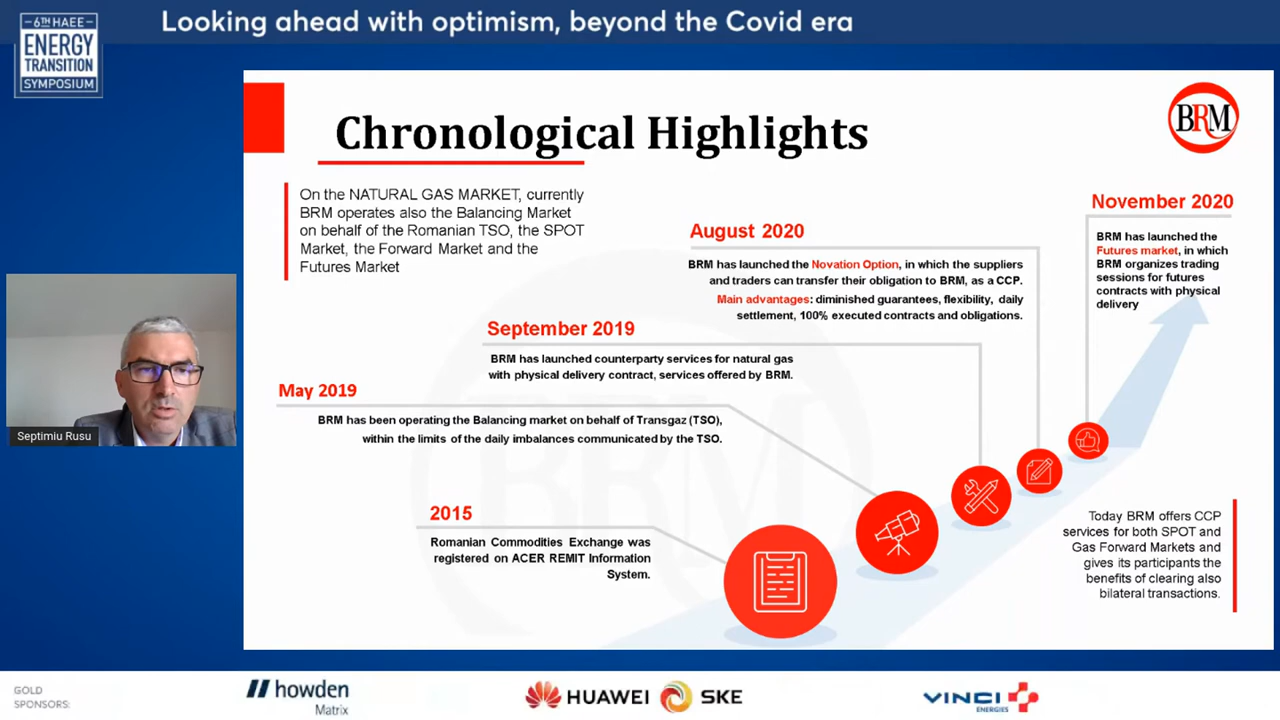 6TH HAEE
ENERGY
TRANSITION
SYMPOSIUM
Looking ahead with optimism, beyond the Covid era
Chronological Highlights
BRM
On the NATURAL GAS MARKET, currently
BRM operates also the Balancing Market
on behalf of the Romanian TSO, the SPOT
Market, the Forward Market and the
Futures Market
November 2020
BRM has launched the
Futures market, in which
BRM organizes trading
sessions for futures
contracts with physical
delivery
August 2020
BRM has launched the Novation Option, in which the suppliers
and traders can transfer their obligation to BRM, as a CCP.
Main advantages: diminished guarantees, flexibility, daily
settlement, 100% executed contracts and obligations.
September 2019
BRM has launched counterparty services for natural gas
with physical delivery contract, services offered by BRM.
May 2019
BRM has been operating the Balancing market on behalf of Transgaz (TSO),
within the limits of the daily imbalances communicated by the TSO.
2015
Romanian Commodities Exchange was
registered on ACER REMIT Information
System.
Today BRM offers CCP
services for both SPOT and
Gas Forward Markets and
gives its participants the
benefits of clearing also
bilateral transactions.
BRM
Septimiu Rusu
GOLD
SPONSORS:
howden
Matrix
HUAWEI
SKE
VINCI
ENERGIES